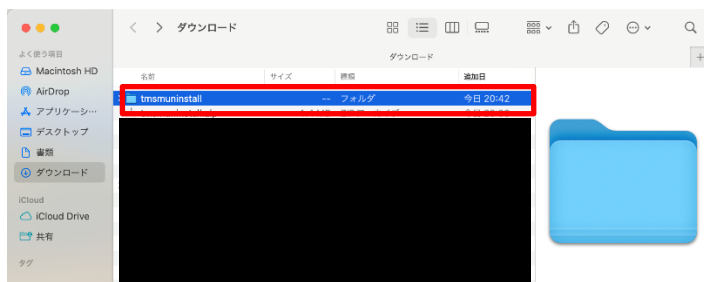 ダウンロード
ダウンロード
よく使う項目
Macintosh HD
AirDrop
アプリケーシ…
デスクトップ
書類
ダウンロード
iCloud
iCloud Drive
共有
タグ
名前 サイズ 種類 追加日
tmsmuninstall -- フォルダ 今日 20:42